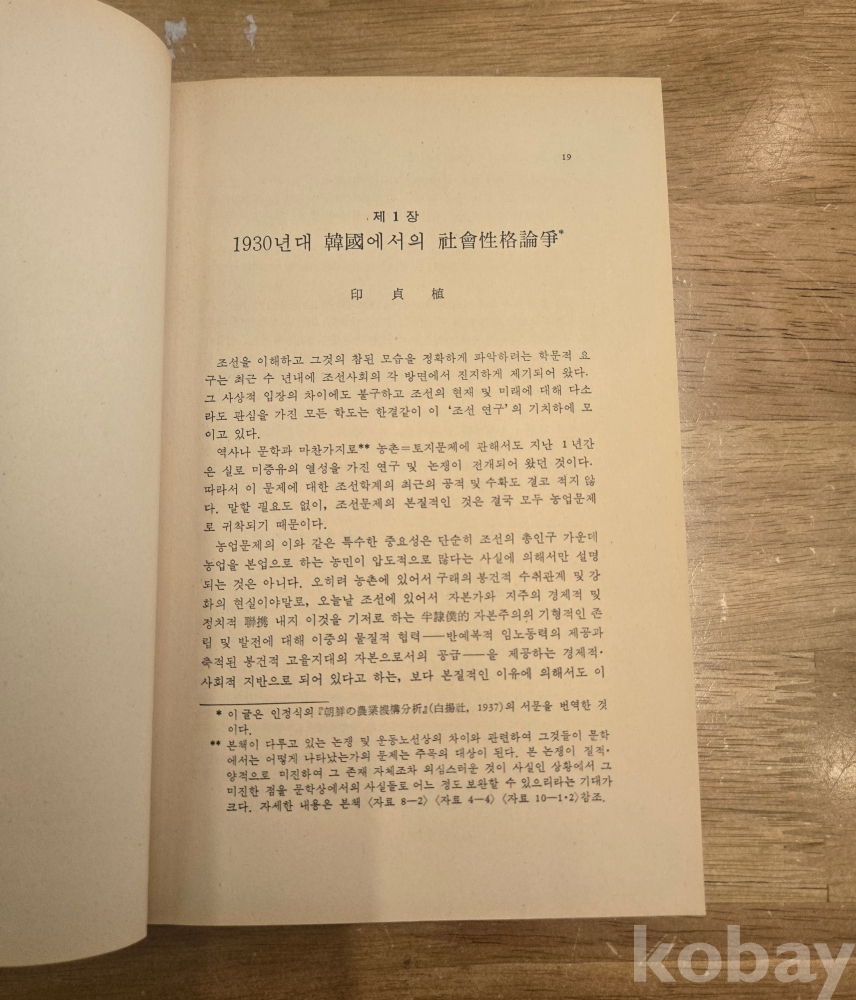 19
제 1 장
1930년대 韓國에서의 社會性格論爭*
印 貞 植
조선을 이해하고 그것의 참된 모습을 정확하게 파악하려는 학문적 요
구는 최근 수 년내에 조선사회의 각 방면에서 진지하게 제기되어 왔다.
그 사상적 입장의 차이에도 불구하고 조선의 현재 및 미래에 대해 다소
라도 관심을 가진 모든 학도는 한결같이 이 ‘조선 연구’의 기치하에 모
이고 있다.
역사나 문학과 마찬가지로** 농촌=토지문제에 관해서도 지난 1년간
은 실로 미증유의 열성을 가진 연구 및 논쟁이 전개되어 왔던 것이다.
따라서 이 문제에 대한 조선학계의 최근의 공적 및 수확도 결코 적지 않
다. 말할 필요도 없이, 조선문제의 본질적인 것은 결국 모두 농업문제
로 귀착되기 때문이다.
농업문제의 이와 같은 특수한 중요성은 단순히 조선의 총인구 가운데
농업을 본업으로 하는 농민이 압도적으로 많다는 사실에 의해서만 설명
되는 것은 아니다. 오히려 농촌에 있어서 구래의 봉건적 수취관계 및 강
화의 현실이야말로, 오늘날 조선에 있어서 자본가와 지주의 경제적 및
정치적 聯携 내지 이것을 기저로 하는 半隷僕的 자본주의의 기형적인 존
립 및 발전에 대해 이중의 물질적 협력——반예복적 임노동력의 제공과
축적된 봉건적 고율지대의 자본으로서의 공급——을 제공하는 경제적·
사회적 지반으로 되어 있다고 하는, 보다 본질적인 이유에 의해서도 이
* 이 글은 인정식의 『朝鮮の農業機構分析』(白揚社, 1937)의 서문을 번역한 것
이다.
** 본책이 다루고 있는 논쟁 및 운동노선상의 차이와 관련하여 그것들이 문학
에서는 어떻게 나타났는가의 문제는 주목의 대상이 된다. 본 논쟁이 질적·
양적으로 미진하여 그 존재 자체조차 의심스러운 것이 사실인 상황에서 그
미진한 점을 문학상에서의 사실들로 어느 정도 보완할 수 있으리라는 기대가
크다. 자세한 내용은 본책 〈자료 8—2〉〈자료 4—4〉〈자료 10—1·2〉참조.
kobay